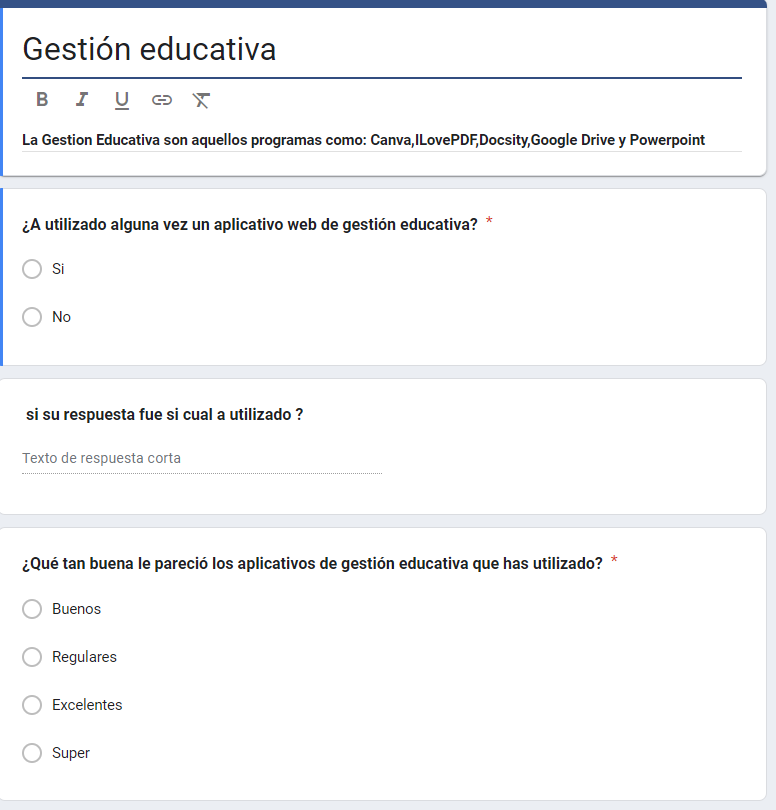 Gestión educativa
B I U
La Gestion Educativa son aquellos programas como: Canva,ILovePDF,Docsity,Google Drive y Powerpoint
¿A utilizado alguna vez un aplicativo web de gestión educativa? *
Si
No
si su respuesta fue si cual a utilizado ?
Texto de respuesta corta
¿Qué tan buena le pareció los aplicativos de gestión educativa que has utilizado? *
Buenos
Regulares
Excelentes
Super